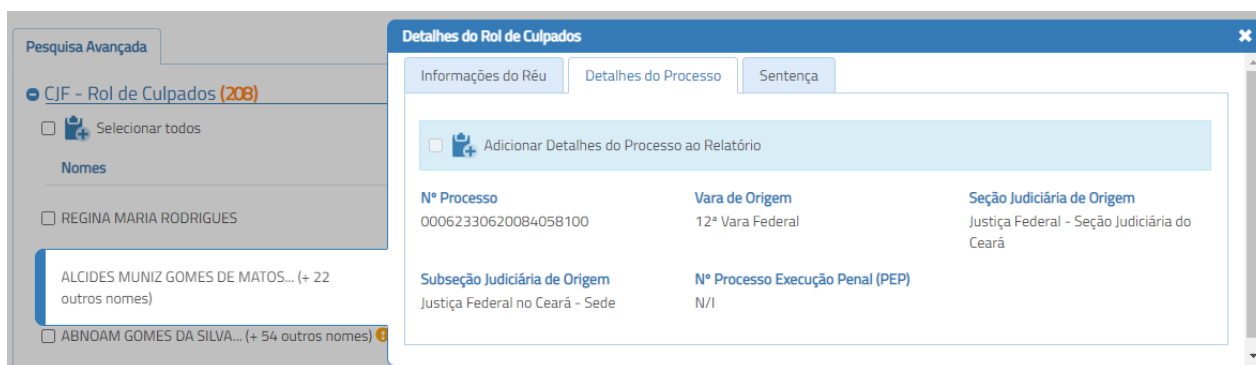 Pesquisa Avançada
CJF - Rol de Culpados (208)
Selecionar todos
Nomes
REGINA MARIA RODRIGUES
ALCIDES MUNIZ GOMES DE MATOS... (+ 22
outros nomes)
ABNOAM GOMES DA SILVA... (+ 54 outros nomes)
Detalhes do Rol de Culpados
Informações do Réu
Detalhes do Processo
Sentença
Adicionar Detalhes do Processo ao Relatório
Nº Processo
00062330620084058100
Vara de Origem
12ª Vara Federal
Seção Judiciária de Origem
Justiça Federal - Seção Judiciária do
Ceará
Subseção Judiciária de Origem
Justiça Federal no Ceará - Sede
Nº Processo Execução Penal (PEP)
N/I